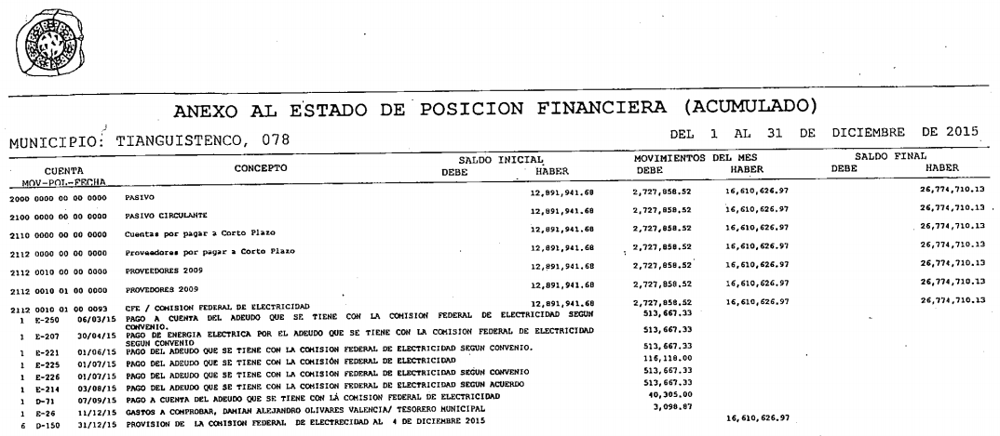 ANEXO AL ESTADO DE POSICION FINANCIERA (ACUMULADO)
MUNICIPIO: TIANGUISTENCO, 078 DEL 1 AL 31 DE DICIEMBRE DE 2015
CUENTA CONCEPTO SALDO INICIAL MOVIMIENTOS DEL MES SALDO FINAL
MOV-POL-FECHA DEBE HABER DEBE HABER DEBE HABER
2000 0000 00 00 0000 PASIVO 12,891,941.68 2,727,858.52 16,610,626.97 26,774,710.13
2100 0000 00 00 0000 PASIVO CIRCULANTE 12,891,941.68 2,727,858.52 16,610,626.97 26,774,710.13
2110 0000 00 00 0000 Cuentas por pagar a Corto Plazo 12,891,941.68 2,727,858.52 16,610,626.97 26,774,710.13
2112 0000 00 00 0000 Proveedores por pagar a Corto Plazo 12,891,941.68 2,727,858.52 16,610,626.97 26,774,710.13
2112 0010 00 00 0000 PROVEEDORES 2009 12,891,941.68 2,727,858.52 16,610,626.97 26,774,710.13
2112 0010 01 00 0000 PROVEDORES 2009 12,891,941.68 2,727,858.52 16,610,626.97 26,774,710.13
2112 0010 01 00 0093 CFE / COMISION FEDERAL DE ELECTRICIDAD 12,891,941.68 2,727,858.52 16,610,626.97 26,774,710.13
1 E-250 06/03/15 PAGO A CUENTA DEL ADEUDO QUE SE TIENE CON LA COMISION FEDERAL DE ELECTRICIDAD SEGUN 513,667.33
CONVENIO.
1 E-207 30/04/15 PAGO DE ENERGIA ELECTRICA POR EL ADEUDO QUE SE TIENE CON LA COMISION FEDERAL DE ELECTRICIDAD 513,667.33
SEGUN CONVENIO
1 E-221 01/06/15 PAGO DEL ADEUDO QUE SE TIENE CON LA COMISION FEDERAL DE ELECTRICIDAD SEGUN CONVENIO. 513,667.33
1 E-225 01/07/15 PAGO DEL ADEUDO QUE SE TIENE CON LA COMISIÓN FEDERAL DE ELECTRICIDAD 116,118.00
1 E-226 01/07/15 PAGO DEL ADEUDO QUE SE TIENE CON LA COMISION FEDERAL DE ELECTRICIDAD SEGÚN CONVENIO 513,667.33
1 E-214 03/08/15 PAGO DEL ADEUDO QUE SE TIENE CON LA COMISION FEDERAL DE ELECTRICIDAD SEGUN ACUERDO 513,667.33
1 D-71 07/09/15 PAGO A CUENTA DEL ADEUDO QUE SE TIENE CON LA COMISION FEDERAL DE ELECTRICIDAD 40,305.00
1 E-26 11/12/15 GASTOS A COMPROBAR, DAMIAN ALEJANDRO OLIVARES VALENCIA/ TESORERO MUNICIPAL 3,098.87
6 D-150 31/12/15 PROVISION DE LA COMISION FEDERAL DE ELECTRECIDAD AL 4 DE DICIEMBRE 2015 16,610,626.97